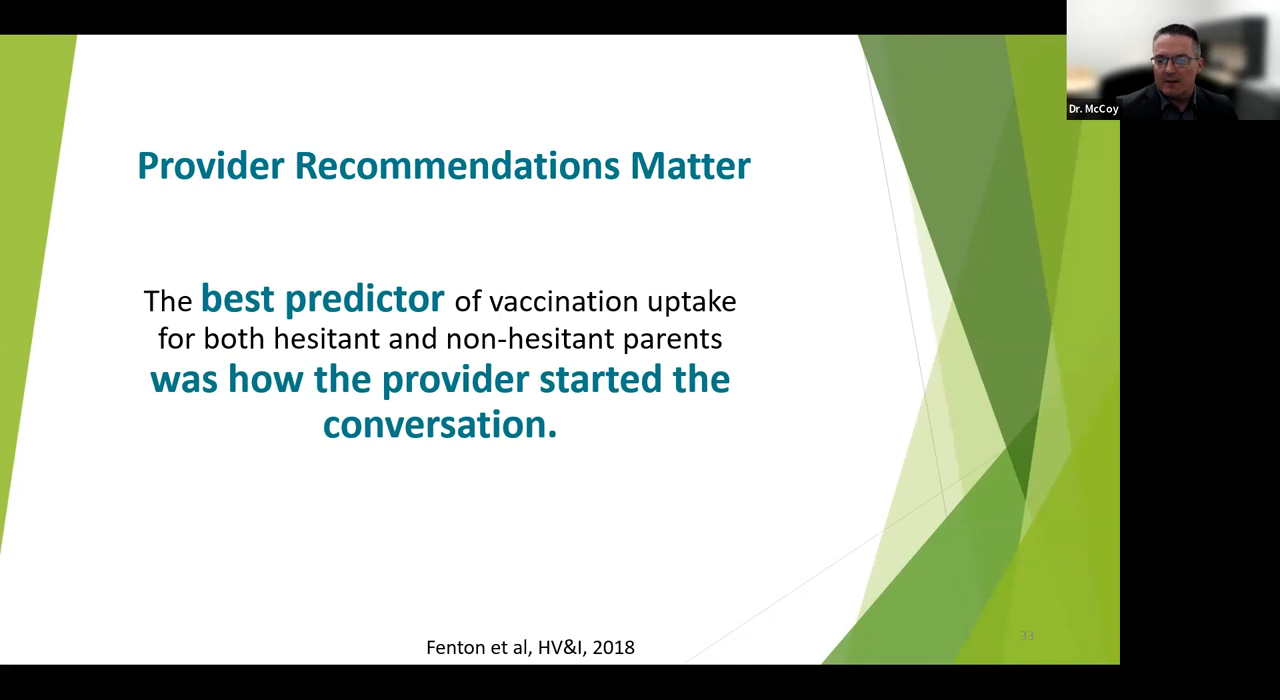 Dr. McCoy
Provider Recommendations Matter
The best predictor of vaccination uptake
for both hesitant and non-hesitant parents
was how the provider started the
conversation.
Fenton et al, HV&I, 2018
33